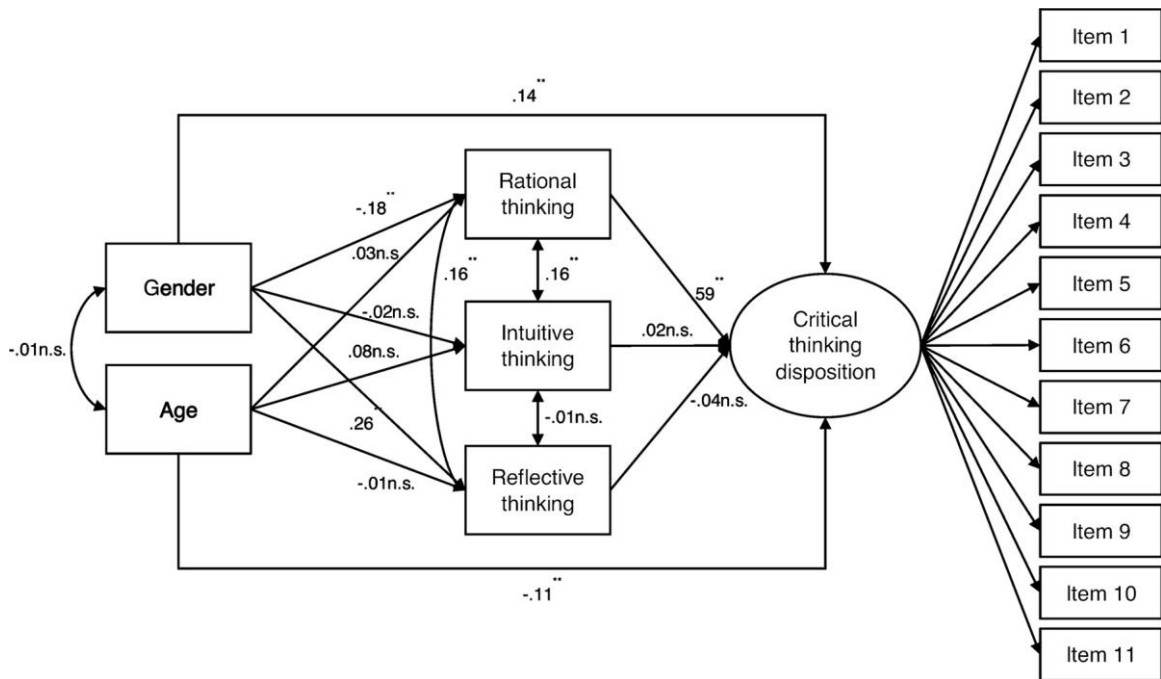 Item 1
Item 2
Item 3
Item 4
Item 5
Item 6
Item 7
Item 8
Item 9
Item 10
Item 11
.14**
Rational
thinking
-.18**
.03n.s.
.16**
.16**
Gender
59**
-.02n.s.
Intuitive
thinking
.02n.s.
Critical
thinking
disposition
-.01n.s.
.08n.s.
Age
-.04n.s.
.26**
-.01n.s.
-.01n.s.
Reflective
thinking
-.11**